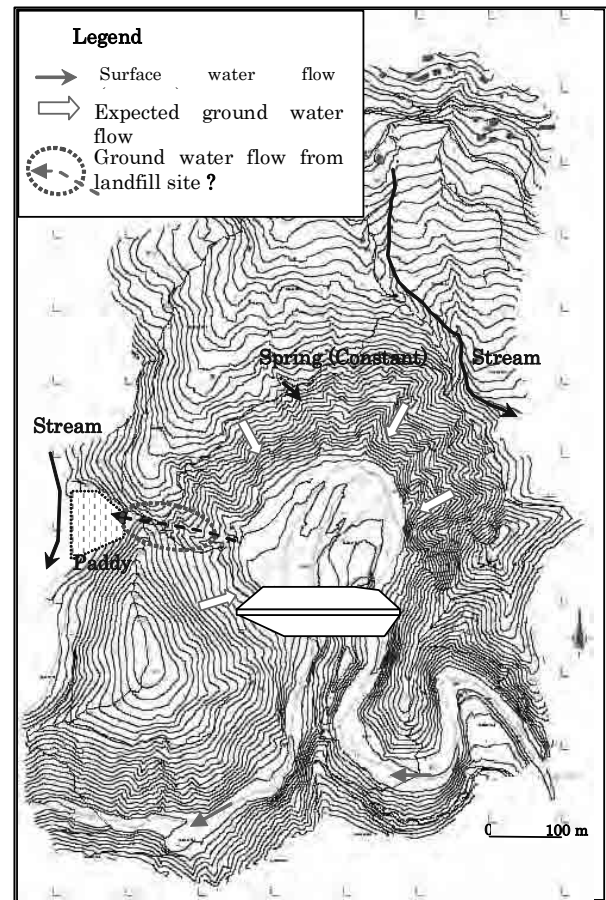 Legend
Surface water flow
Expected ground water
flow
Ground water flow from
landfill site ?
Spring (Constant)
Stream
Stream
Paddy
0 100 m